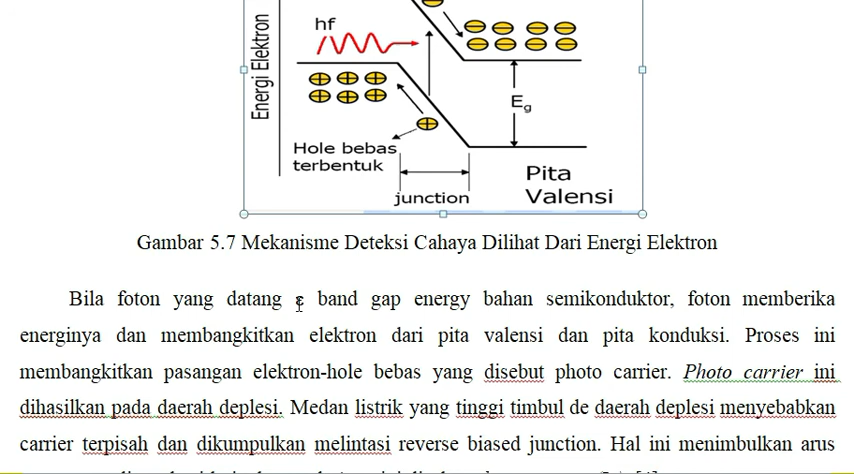 hf
Energi Elektron
E g
Hole bebas
terbentuk
Pita
Valensi
junction
Gambar 5.7 Mekanisme Deteksi Cahaya Dilihat Dari Energi Elektron
Bila foton yang datang band gap energy bahan semikonduktor, foton memberika
energinya dan membangkitkan elektron dari pita valensi dan pita konduksi. Proses ini
membangkitkan pasangan elektron-hole bebas yang disebut photo carrier. Photo carrier ini
dihasilkan pada daerah deplesi. Medan listrik yang tinggi timbul de daerah deplesi menyebabkan
carrier terpisah dan dikumpulkan melintasi reverse biased junction. Hal ini menimbulkan arus